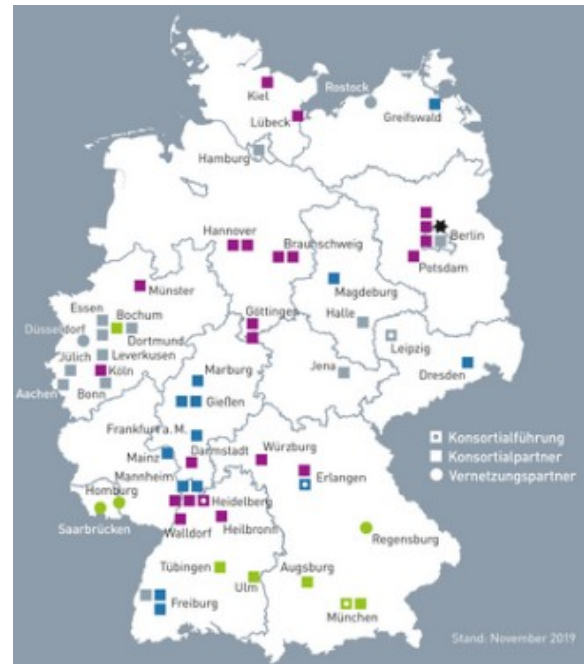 Rostock
Kiel
Greifswald
Lübeck
Hamburg
Hannover
Braunschweig
Berlin
Potsdam
Münster
Magdeburg
Essen
Bochum
Göttingen
Halle
Düsseldorf
Dortmund
Leipzig
Jülich
Leverkusen
Marburg
Jena
Köln
Dresden
Aachen
Bonn
Gießen
Frankfurt a. M.
Darmstadt
Würzburg
Konsortialführung
Mainz
Konsortialpartner
Mannheim
Erlangen
Vernetzungspartner
Homburg
Heidelberg
Saarbrücken
Walldorf
Heilbronn
Regensburg
Tübingen
Augsburg
Ulm
Freiburg
München
Stand: November 2019